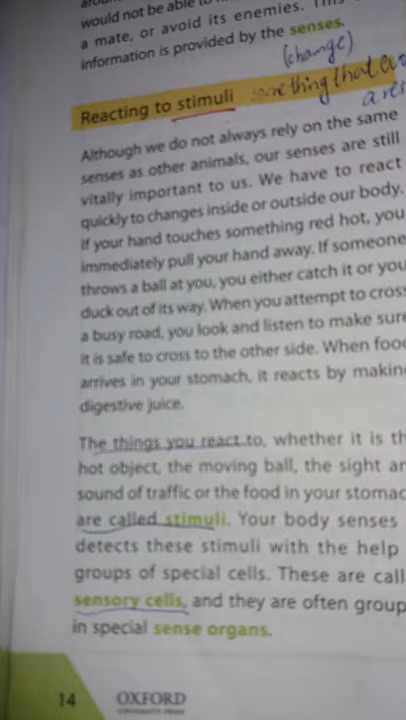 would not be able to
a mate, or avoid its enemies. This
information is provided by the senses.
(change)
something that
Reacting to stimuli
Although we do not always rely on the same
senses as other animals, our senses are still
vitally important to us. We have to react
quickly to changes inside or outside our body.
If your hand touches something red hot, you
immediately pull your hand away. If someone
throws a ball at you, you either catch it or you
duck out of its way. When you attempt to cross
a busy road, you look and listen to make sure
it is safe to cross to the other side. When food
arrives in your stomach, it reacts by making
digestive juice.
The things you react to, whether it is th
hot object, the moving ball, the sight an
sound of traffic or the food in your stomac
are called stimuli. Your body senses
detects these stimuli with the help
groups of special cells. These are call
sensory cells, and they are often group
in special sense organs.
14
OXFORD
UNIVERSITY PRESS